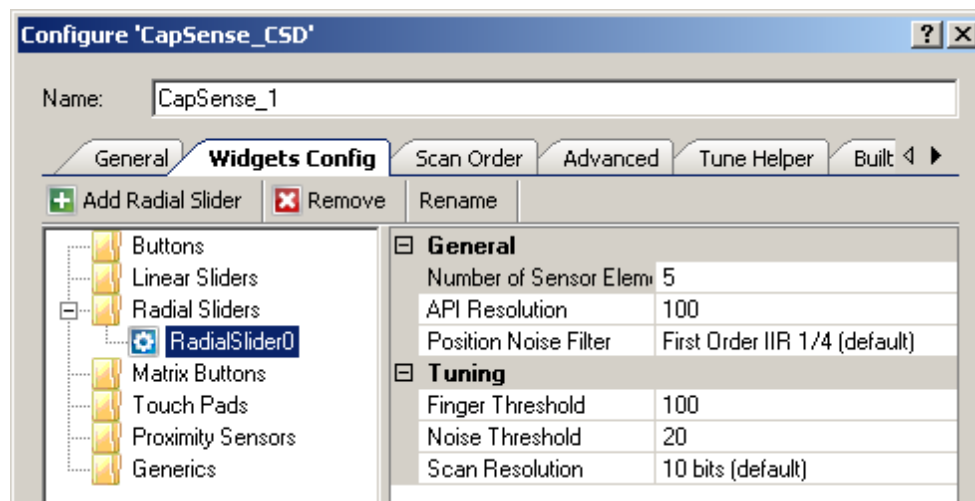 Configure 'CapSense_CSD'
Name: CapSense_1
General Widgets Config Scan Order Advanced Tune Helper Built
Add Radial Slider Remove Rename
Buttons
Linear Sliders
Radial Sliders
RadialSlider0
Matrix Buttons
Touch Pads
Proximity Sensors
Generics
General
Number of Sensor Elem 5
API Resolution 100
Position Noise Filter First Order IIR 1/4 (default)
Tuning
Finger Threshold 100
Noise Threshold 20
Scan Resolution 10 bits (default)